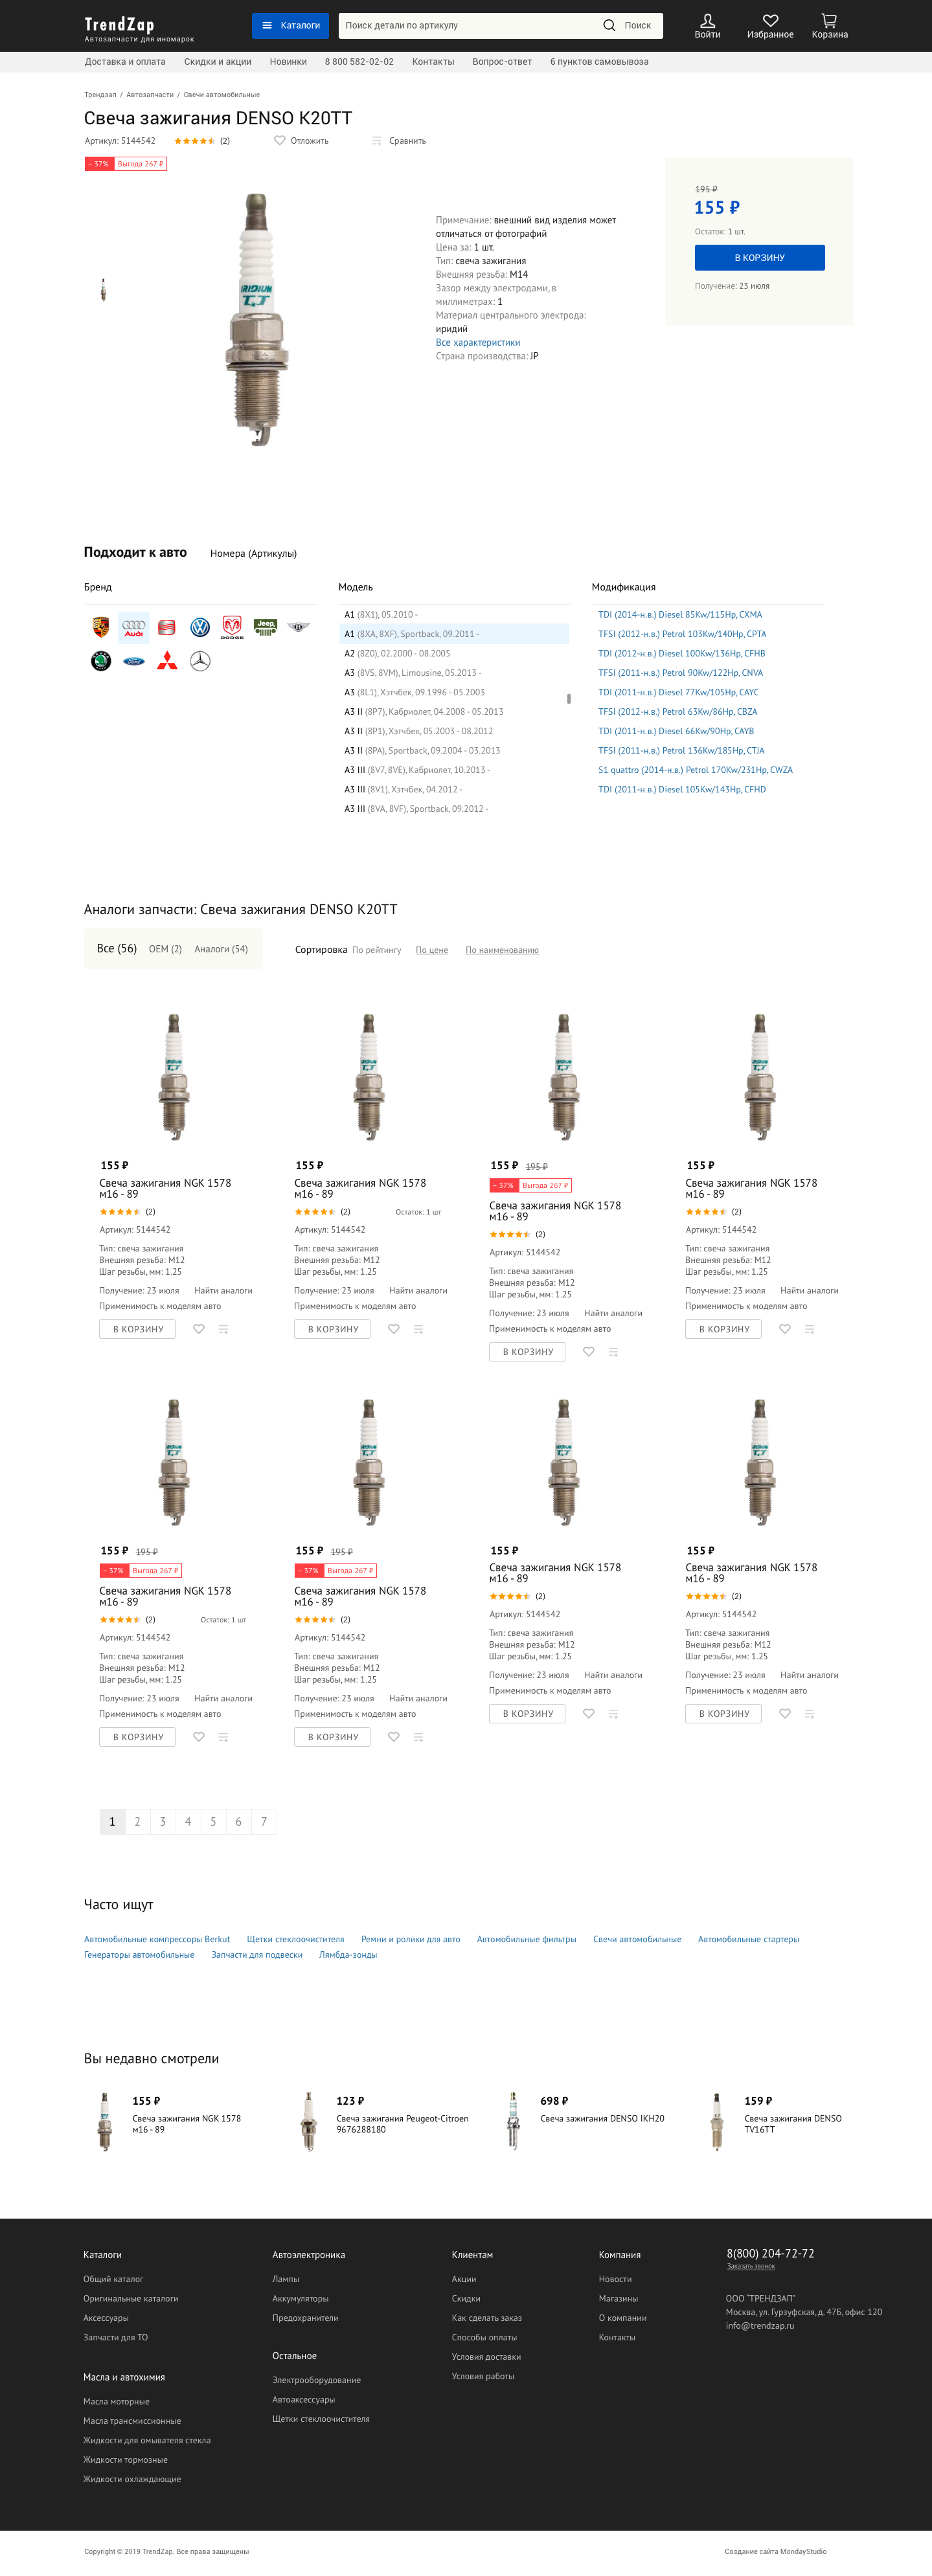 TrendZap
Автозапчасти для иномарок
Каталоги
Поиск детали по артикулу
Поиск
Войти
Избранное
Корзина
Доставка и оплата
Скидки и акции
Новинки
8 800 582-02-02
Контакты
Вопрос-ответ
6 пунктов самовывоза
Трендзап / Автозапчасти / Свечи автомобильные
Свеча зажигания DENSO K20TT
Артикул: 5144542
(2)
Отложить
Сравнить
– 37% Выгода 267 ₽
IRIDIUM
TT
Примечание: внешний вид изделия может
отличаться от фотографий
Цена за: 1 шт.
Тип: свеча зажигания
Внешняя резьба: M14
Зазор между электродами, в
миллиметрах: 1
Материал центрального электрода:
иридий
Все характеристики
Страна производства: JP
195 ₽
155 ₽
Остаток: 1 шт.
В КОРЗИНУ
Получение: 23 июля
Подходит к авто
Номера (Артикулы)
Бренд
Audi
DODGE
Jeep
Ford
Модель
A1 (8X1), 05.2010 -
A1 (8XA, 8XF), Sportback, 09.2011 -
A2 (8Z0), 02.2000 - 08.2005
A3 (8VS, 8VM), Limousine, 05.2013 -
A3 (8L1), Хэтчбек, 09.1996 - 05.2003
A3 II (8P7), Кабриолет, 04.2008 - 05.2013
A3 II (8P1), Хэтчбек, 05.2003 - 08.2012
A3 II (8PA), Sportback, 09.2004 - 03.2013
A3 III (8V7, 8VE), Кабриолет, 10.2013 -
A3 III (8V1), Хэтчбек, 04.2012 -
A3 III (8VA, 8VF), Sportback, 09.2012 -
Модификация
TDI (2014-н.в.) Diesel 85Kw/115Hp, CXMA
TFSI (2012-н.в.) Petrol 103Kw/140Hp, CPTA
TDI (2012-н.в.) Diesel 100Kw/136Hp, CFHB
TFSI (2011-н.в.) Petrol 90Kw/122Hp, CNVA
TDI (2011-н.в.) Diesel 77Kw/105Hp, CAYC
TFSI (2012-н.в.) Petrol 63Kw/86Hp, CBZA
TDI (2011-н.в.) Diesel 66Kw/90Hp, CAYB
TFSI (2011-н.в.) Petrol 136Kw/185Hp, CTJA
S1 quattro (2014-н.в.) Petrol 170Kw/231Hp, CWZA
TDI (2011-н.в.) Diesel 105Kw/143Hp, CFHD
Аналоги запчасти: Свеча зажигания DENSO K20TT
Все (56)
OEM (2)
Аналоги (54)
Сортировка По рейтингу По цене По наименованию
155 ₽
Свеча зажигания NGK 1578
м16 - 89
(2)
Артикул: 5144542
Тип: свеча зажигания
Внешняя резьба: M12
Шаг резьбы, мм: 1.25
Получение: 23 июля Найти аналоги
Применимость к моделям авто
В КОРЗИНУ
155 ₽
Свеча зажигания NGK 1578
м16 - 89
(2) Остаток: 1 шт
Артикул: 5144542
Тип: свеча зажигания
Внешняя резьба: M12
Шаг резьбы, мм: 1.25
Получение: 23 июля Найти аналоги
Применимость к моделям авто
В КОРЗИНУ
155 ₽ 195 ₽
– 37% Выгода 267 ₽
Свеча зажигания NGK 1578
м16 - 89
(2)
Артикул: 5144542
Тип: свеча зажигания
Внешняя резьба: M12
Шаг резьбы, мм: 1.25
Получение: 23 июля Найти аналоги
Применимость к моделям авто
В КОРЗИНУ
155 ₽
Свеча зажигания NGK 1578
м16 - 89
(2)
Артикул: 5144542
Тип: свеча зажигания
Внешняя резьба: M12
Шаг резьбы, мм: 1.25
Получение: 23 июля Найти аналоги
Применимость к моделям авто
В КОРЗИНУ
155 ₽ 195 ₽
– 37% Выгода 267 ₽
Свеча зажигания NGK 1578
м16 - 89
(2) Остаток: 1 шт
Артикул: 5144542
Тип: свеча зажигания
Внешняя резьба: M12
Шаг резьбы, мм: 1.25
Получение: 23 июля Найти аналоги
Применимость к моделям авто
В КОРЗИНУ
155 ₽ 195 ₽
– 37% Выгода 267 ₽
Свеча зажигания NGK 1578
м16 - 89
(2)
Артикул: 5144542
Тип: свеча зажигания
Внешняя резьба: M12
Шаг резьбы, мм: 1.25
Получение: 23 июля Найти аналоги
Применимость к моделям авто
В КОРЗИНУ
155 ₽
Свеча зажигания NGK 1578
м16 - 89
(2)
Артикул: 5144542
Тип: свеча зажигания
Внешняя резьба: M12
Шаг резьбы, мм: 1.25
Получение: 23 июля Найти аналоги
Применимость к моделям авто
В КОРЗИНУ
155 ₽
Свеча зажигания NGK 1578
м16 - 89
(2)
Артикул: 5144542
Тип: свеча зажигания
Внешняя резьба: M12
Шаг резьбы, мм: 1.25
Получение: 23 июля Найти аналоги
Применимость к моделям авто
В КОРЗИНУ
1 2 3 4 5 6 7
Часто ищут
Автомобильные компрессоры Berkut Щетки стеклоочистителя Ремни и ролики для авто Автомобильные фильтры Свечи автомобильные Автомобильные стартеры
Генераторы автомобильные Запчасти для подвески Лямбда-зонды
Вы недавно смотрели
155 ₽
Свеча зажигания NGK 1578
м16 - 89
123 ₽
Свеча зажигания Peugeot-Citroen
9676288180
698 ₽
Свеча зажигания DENSO IKH20
159 ₽
Свеча зажигания DENSO
TV16TT
Каталоги
Общий каталог
Оригинальные каталоги
Аксессуары
Запчасти для ТО
Масла и автохимия
Масла моторные
Масла трансмиссионные
Жидкости для омывателя стекла
Жидкости тормозные
Жидкости охлаждающие
Автоэлектроника
Лампы
Аккумуляторы
Предохранители
Остальное
Электрооборудование
Автоаксессуары
Щетки стеклоочистителя
Клиентам
Акции
Скидки
Как сделать заказ
Способы оплаты
Условия доставки
Условия работы
Компания
Новости
Магазины
О компании
Контакты
8(800) 204-72-72
Заказать звонок
ООО "ТРЕНДЗАП"
Москва, ул. Гурзуфская, д. 47Б, офис 120
info@trendzap.ru
Copyright © 2019 TrendZap. Все права защищены
Создание сайта MondayStudio